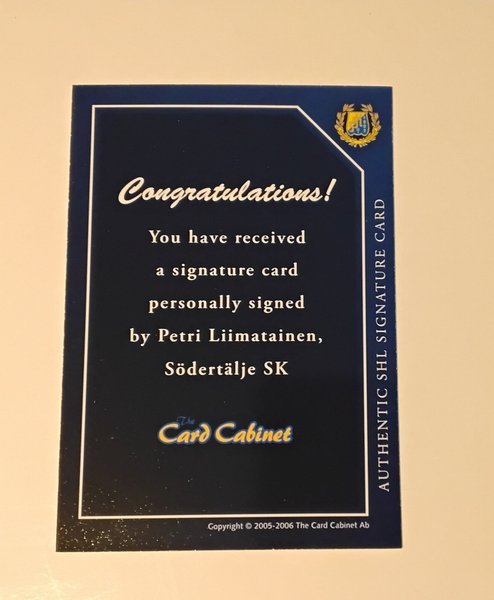 Congratulations!
You have received
a signature card
personally signed
by Petri Liimatainen,
Södertälje SK
The
Card Cabinet
Copyright © 2005-2006 The Card Cabinet Ab
AUTHENTIC SHL SIGNATURE CARD